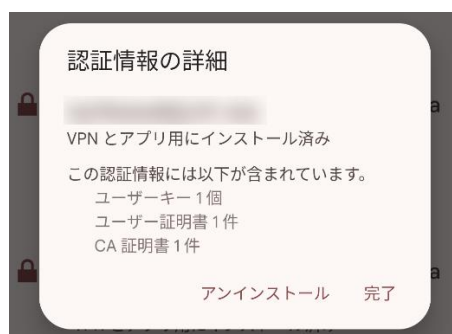 認証情報の詳細
VPN とアプリ用にインストール済み
この認証情報には以下が含まれています。
ユーザーキー 1 個
ユーザー証明書 1 件
CA 証明書 1 件
アンインストール 完了